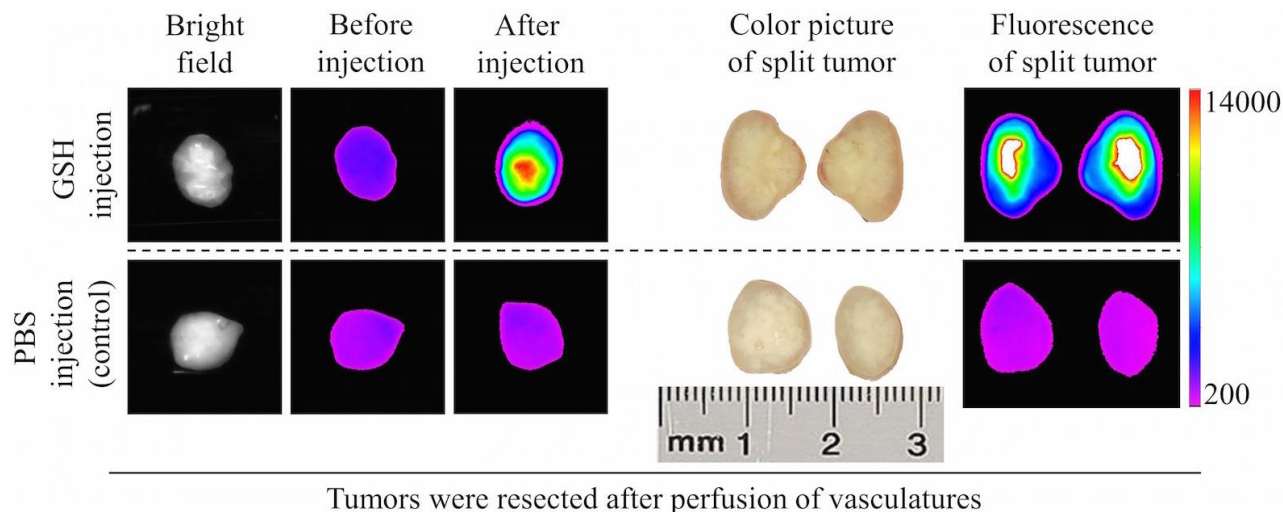 Bright
field
Before
injection
After
injection
Color picture
of split tumor
Fluorescence
of split tumor
GSH
injection
14000
PBS
injection
(control)
200
mm 1 2 3
Tumors were resected after perfusion of vasculatures